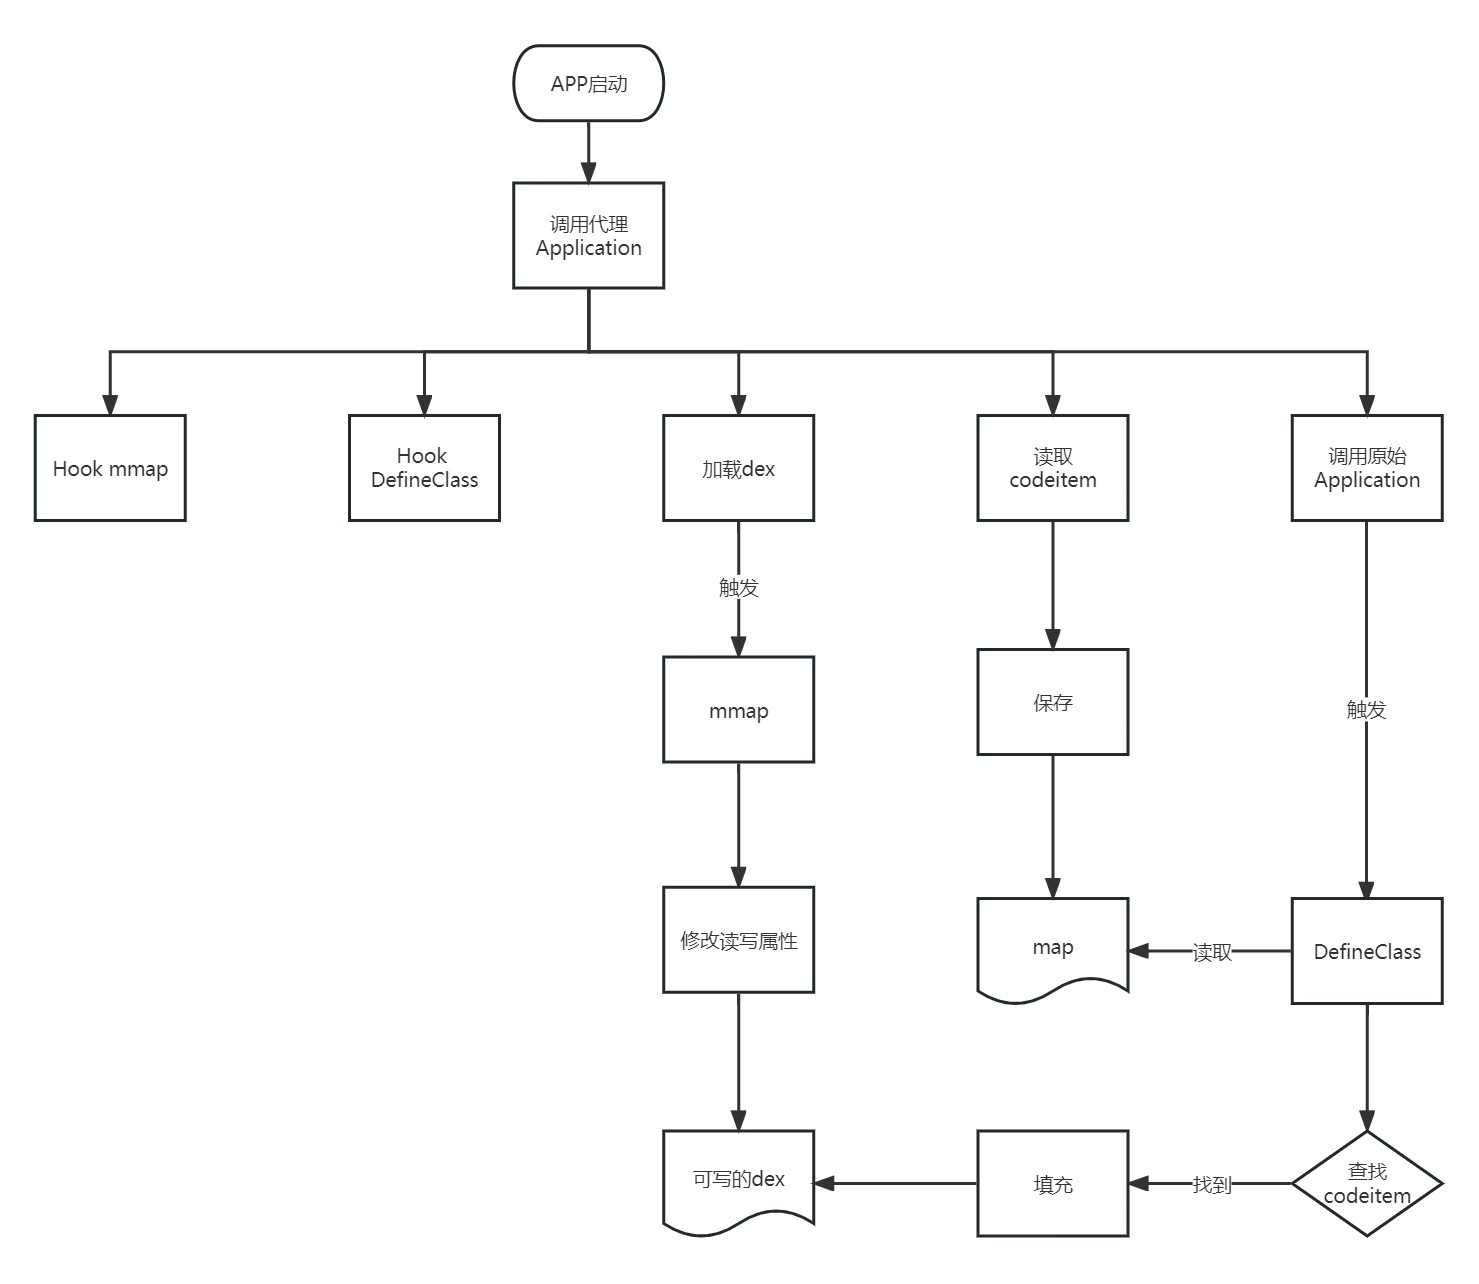 APP启动
调用代理
Application
Hook mmap
Hook
DefineClass
加载dex
读取
codeitem
调用原始
Application
触发
mmap
保存
触发
修改读写属性
map
读取
DefineClass
可写的dex
填充
找到
查找
codeitem